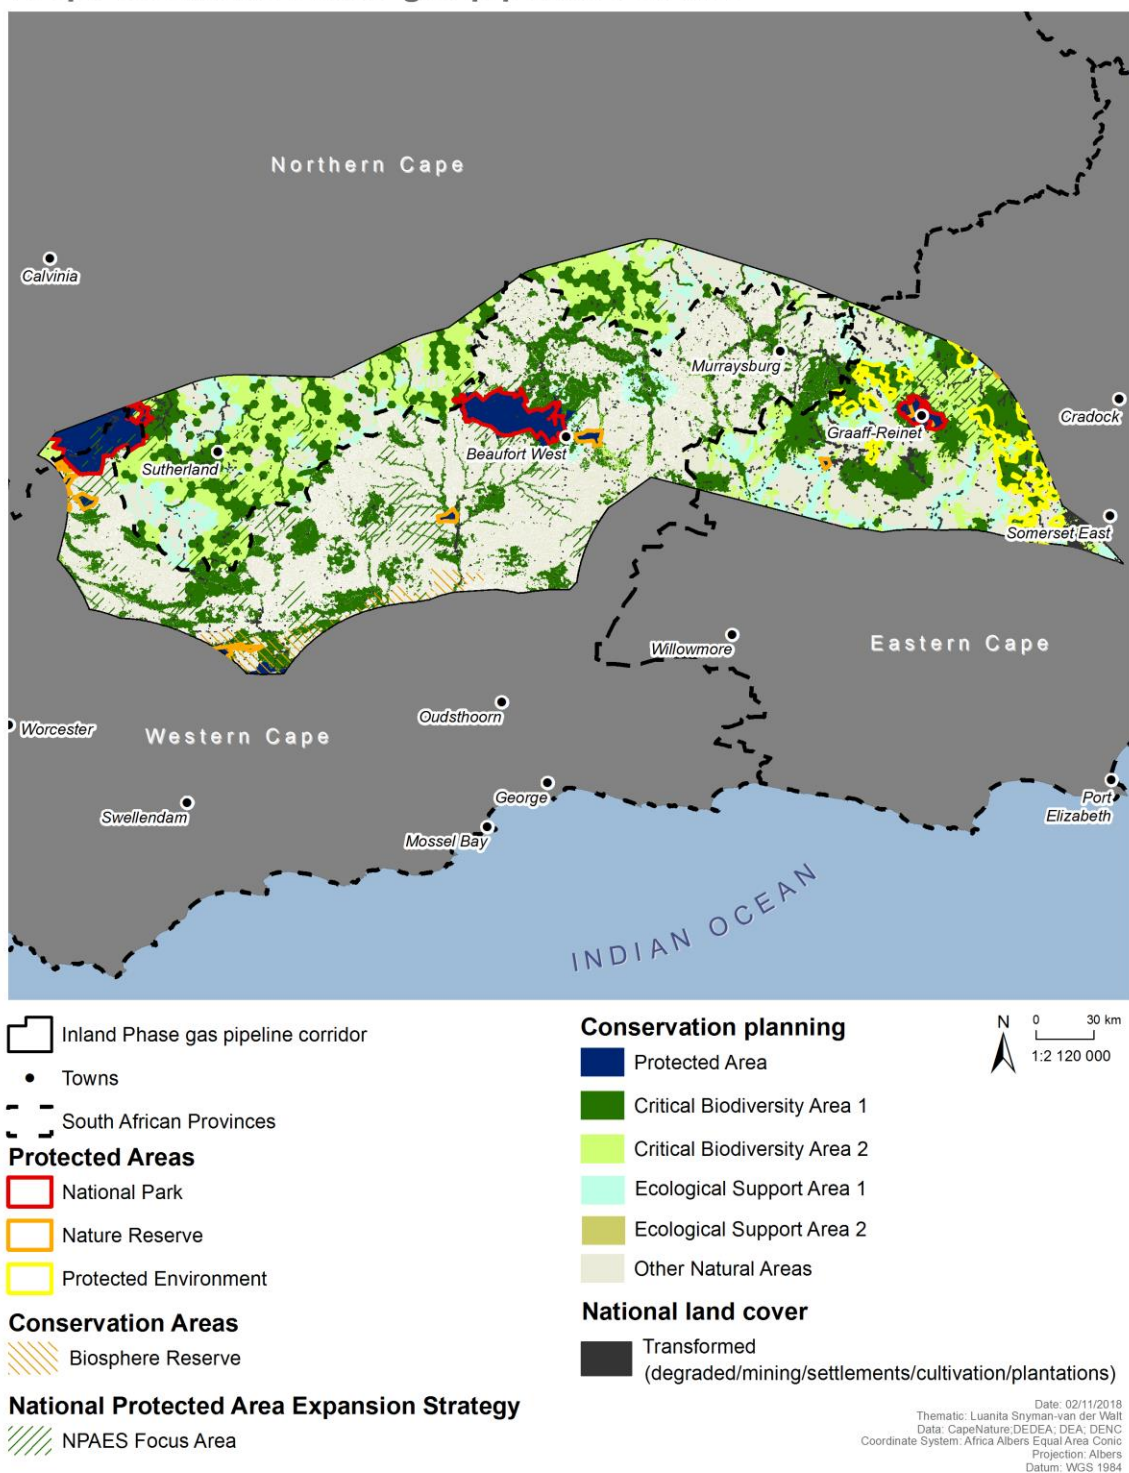 Northern Cape
Calvinia
Murraysburg
Cradock
Graaff-Reinet
Beaufort West
Sutherland
Somerset East
Willowmore
Eastern Cape
Oudsthoorn
Worcester
Western Cape
George
Port
Elizabeth
Swellendam
Mossel Bay
INDIAN OCEAN
Inland Phase gas pipeline corridor
Towns
South African Provinces
Protected Areas
National Park
Nature Reserve
Protected Environment
Conservation Areas
Biosphere Reserve
National Protected Area Expansion Strategy
NPAES Focus Area
Conservation planning
Protected Area
Critical Biodiversity Area 1
Critical Biodiversity Area 2
Ecological Support Area 1
Ecological Support Area 2
Other Natural Areas
National land cover
Transformed
(degraded/mining/settlements/cultivation/plantations)
N
0 30 km
1:2 120 000
Date: 02/11/2018
Thematic: Luanita Snyman-van der Walt
Data: CapeNature;DEDEA; DEA; DENC
Coordinate System: Africa Albers Equal Area Conic
Projection: Albers
Datum: WGS 1984